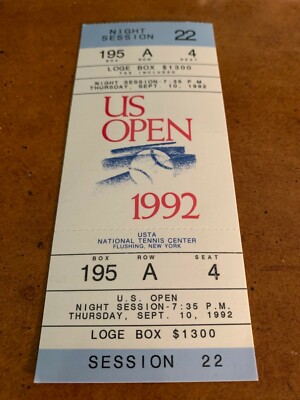 NIGHT SESSION 22
195 A 4
BOX ROW SEAT
LOGE BOX $1300
TAX INCLUDED
NIGHT SESSION 7:35 P.M.
THURSDAY, SEPT. 10, 1992
US
OPEN
1992
USTA
NATIONAL TENNIS CENTER
FLUSHING, NEW YORK
BOX ROW SEAT
195 A 4
U.S. OPEN
NIGHT SESSION-7:35 P.M.
THURSDAY, SEP. 10, 1992
LOGE BOX $1300
SESSION 22